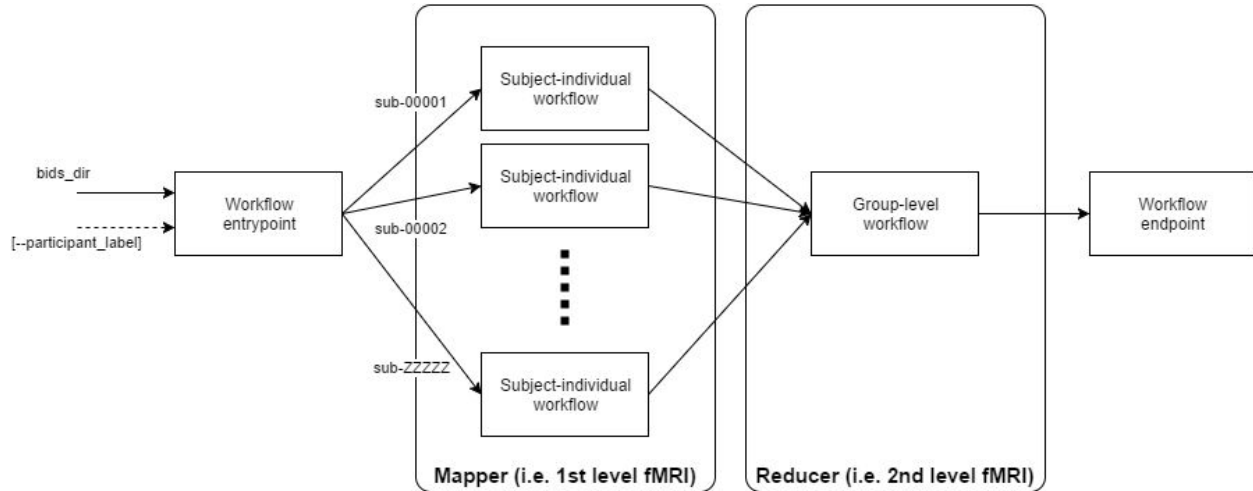 bids_dir
[--participant_label]
Workflow
entrypoint
sub-00001
sub-00002
sub-ZZZZZ
Subject-individual
workflow
Subject-individual
workflow
Subject-individual
workflow
Mapper (i.e. 1st level fMRI)
Group-level
workflow
Reducer (i.e. 2nd level fMRI)
Workflow
endpoint